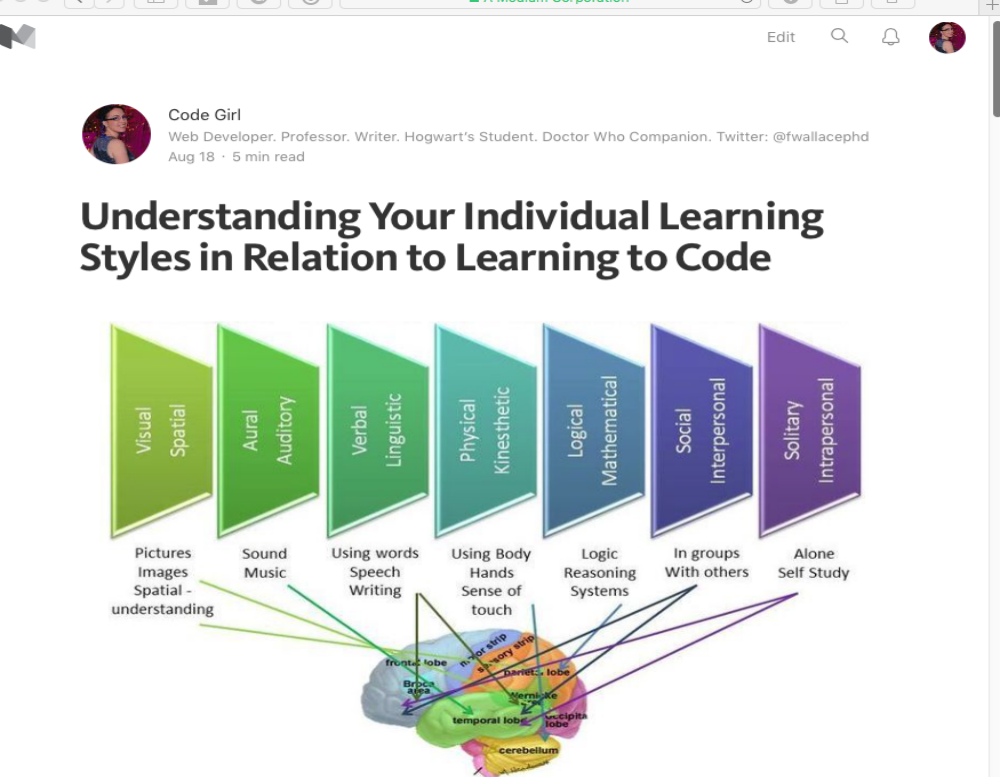 A Medium Corporation
Edit
Code Girl
Web Developer. Professor. Writer. Hogwart's Student. Doctor Who Companion. Twitter: @fwallacephd
Aug 18 · 5 min read
Understanding Your Individual Learning
Styles in Relation to Learning to Code
Visual
Spatial
Aural
Auditory
Verbal
Linguistic
Physical
Kinesthetic
Logical
Mathematical
Social
Interpersonal
Solitary
Intrapersonal
Pictures
Images
Spatial -
understanding
Sound
Music
Using words
Speech
Writing
Using Body
Hands
Sense of
touch
Logic
Reasoning
Systems
In groups
With others
Alone
Self Study
frontal lobe
strip
sensory strip
lobe
Broca
area
Wernicke
temporal lobe
lobe
cerebellum